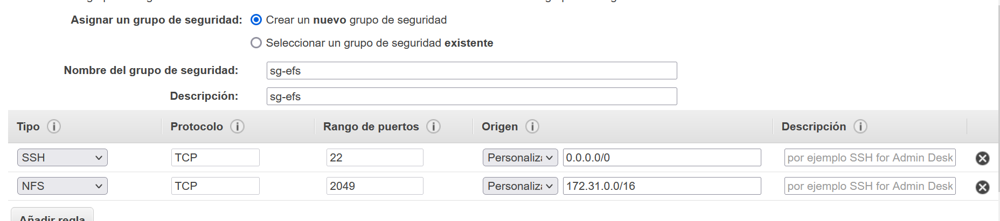 Asignar un grupo de seguridad: Crear un nuevo grupo de seguridad
Seleccionar un grupo de seguridad existente
Nombre del grupo de seguridad: sg-efs
Descripción: sg-efs
Tipo Protocolo Rango de puertos Origen Descripción
SSH TCP 22 Personaliza 0.0.0.0/0 por ejemplo SSH for Admin Desk
NFS TCP 2049 Personaliza 172.31.0.0/16 por ejemplo SSH for Admin Desk
Añadir regla